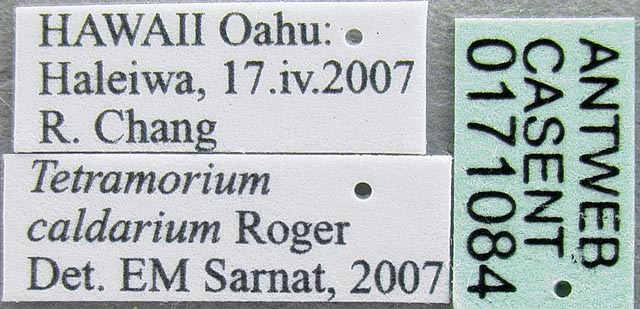 HAWAII Oahu:
Haleiwa, 17.iv.2007
R. Chang
Tetramorium
caldarium Roger
Det. EM Sarnat, 2007
ANTWEB
CASENT
0171084